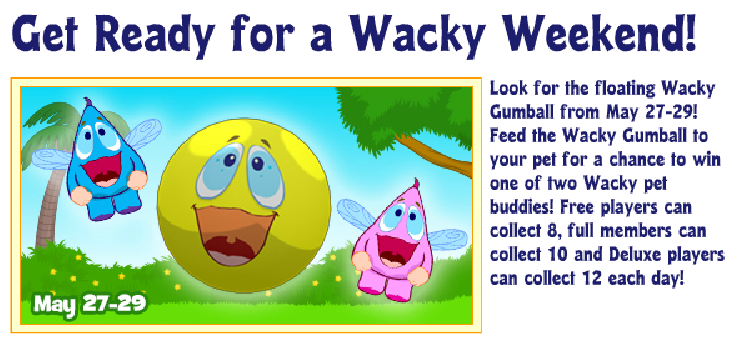 Get Ready for a Wacky Weekend!
Look for the floating Wacky
Gumball from May 27-29!
Feed the Wacky Gumball to
your pet for a chance to win
one of two Wacky pet
buddies! Free players can
collect 8, full members can
collect 10 and Deluxe players
can collect 12 each day!
May 27-29